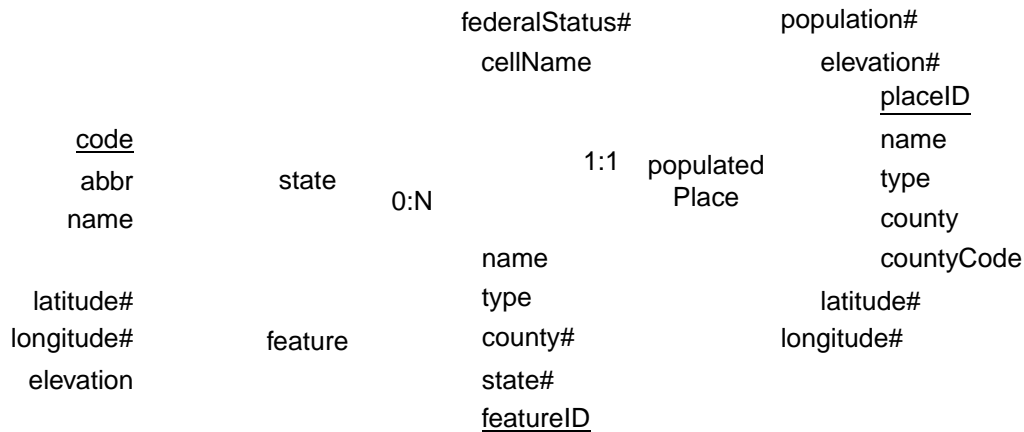 federalStatus#
population#
cellName
elevation#
placeID
code
name
1:1
populated
Place
abbr
state
type
0:N
name
county
name
countyCode
latitude#
type
latitude#
longitude#
feature
county#
longitude#
elevation
state#
featureID